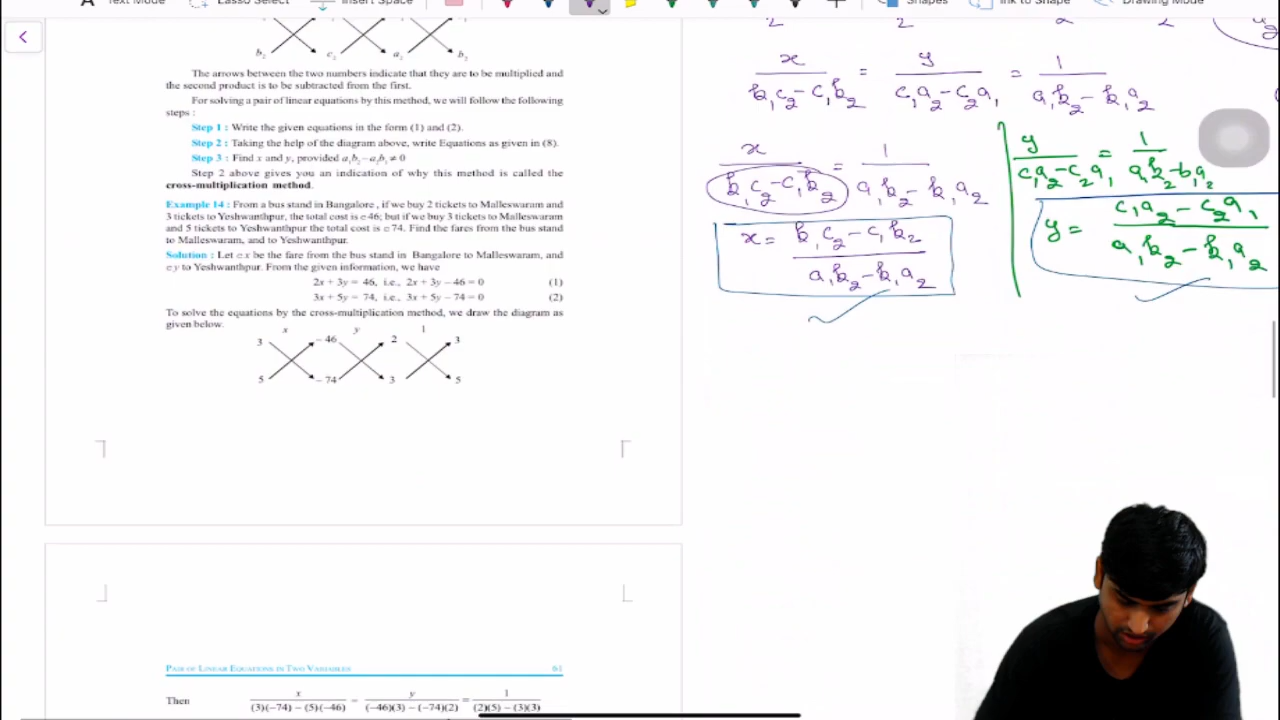 Text Mode Lasso Select Insert Space Shapes Ink to Shape Drawing Mode
b₂ c₂ a₂ b₂
The arrows between the two numbers indicate that they are to be multiplied and
the second product is to be subtracted from the first.
For solving a pair of linear equations by this method, we will follow the following
steps :
Step 1 : Write the given equations in the form (1) and (2).
Step 2 : Taking the help of the diagram above, write Equations as given in (8).
Step 3 : Find x and y, provided a₁b₂ – a₂b₁ ≠ 0
Step 2 above gives you an indication of why this method is called the
cross-multiplication method.
Example 14 : From a bus stand in Bangalore , if we buy 2 tickets to Malleswaram and
3 tickets to Yeshwanthpur, the total cost is 46; but if we buy 3 tickets to Malleswaram
and 5 tickets to Yeshwanthpur the total cost is 74. Find the fares from the bus stand
to Malleswaram, and to Yeshwanthpur.
Solution : Let x be the fare from the bus stand in Bangalore to Malleswaram, and
y to Yeshwanthpur. From the given information, we have
2x + 3y = 46, i.e., 2x + 3y – 46 = 0 (1)
3x + 5y = 74, i.e., 3x + 5y – 74 = 0 (2)
To solve the equations by the cross-multiplication method, we draw the diagram as
given below.
x y 1
3 – 46 2 3
5 – 74 3 5
PAIR OF LINEAR EQUATIONS IN TWO VARIABLES 61
Then x/((3)(–74) – (5)(–46)) = y/((–46)(3) – (–74)(2)) = 1/((2)(5) – (3)(3))
x/(b₁c₂ - c₁b₂) = y/(c₁a₂ - c₂a₁) = 1/(a₁b₂ - b₁a₂)
x/(b₁c₂ - c₁b₂) = 1/(a₁b₂ - b₁a₂)
x = (b₁c₂ - c₁b₂)/(a₁b₂ - b₁a₂)
y/(c₁a₂ - c₂a₁) = 1/(a₁b₂ - b₁a₂)
y = (c₁a₂ - c₂a₁)/(a₁b₂ - b₁a₂)